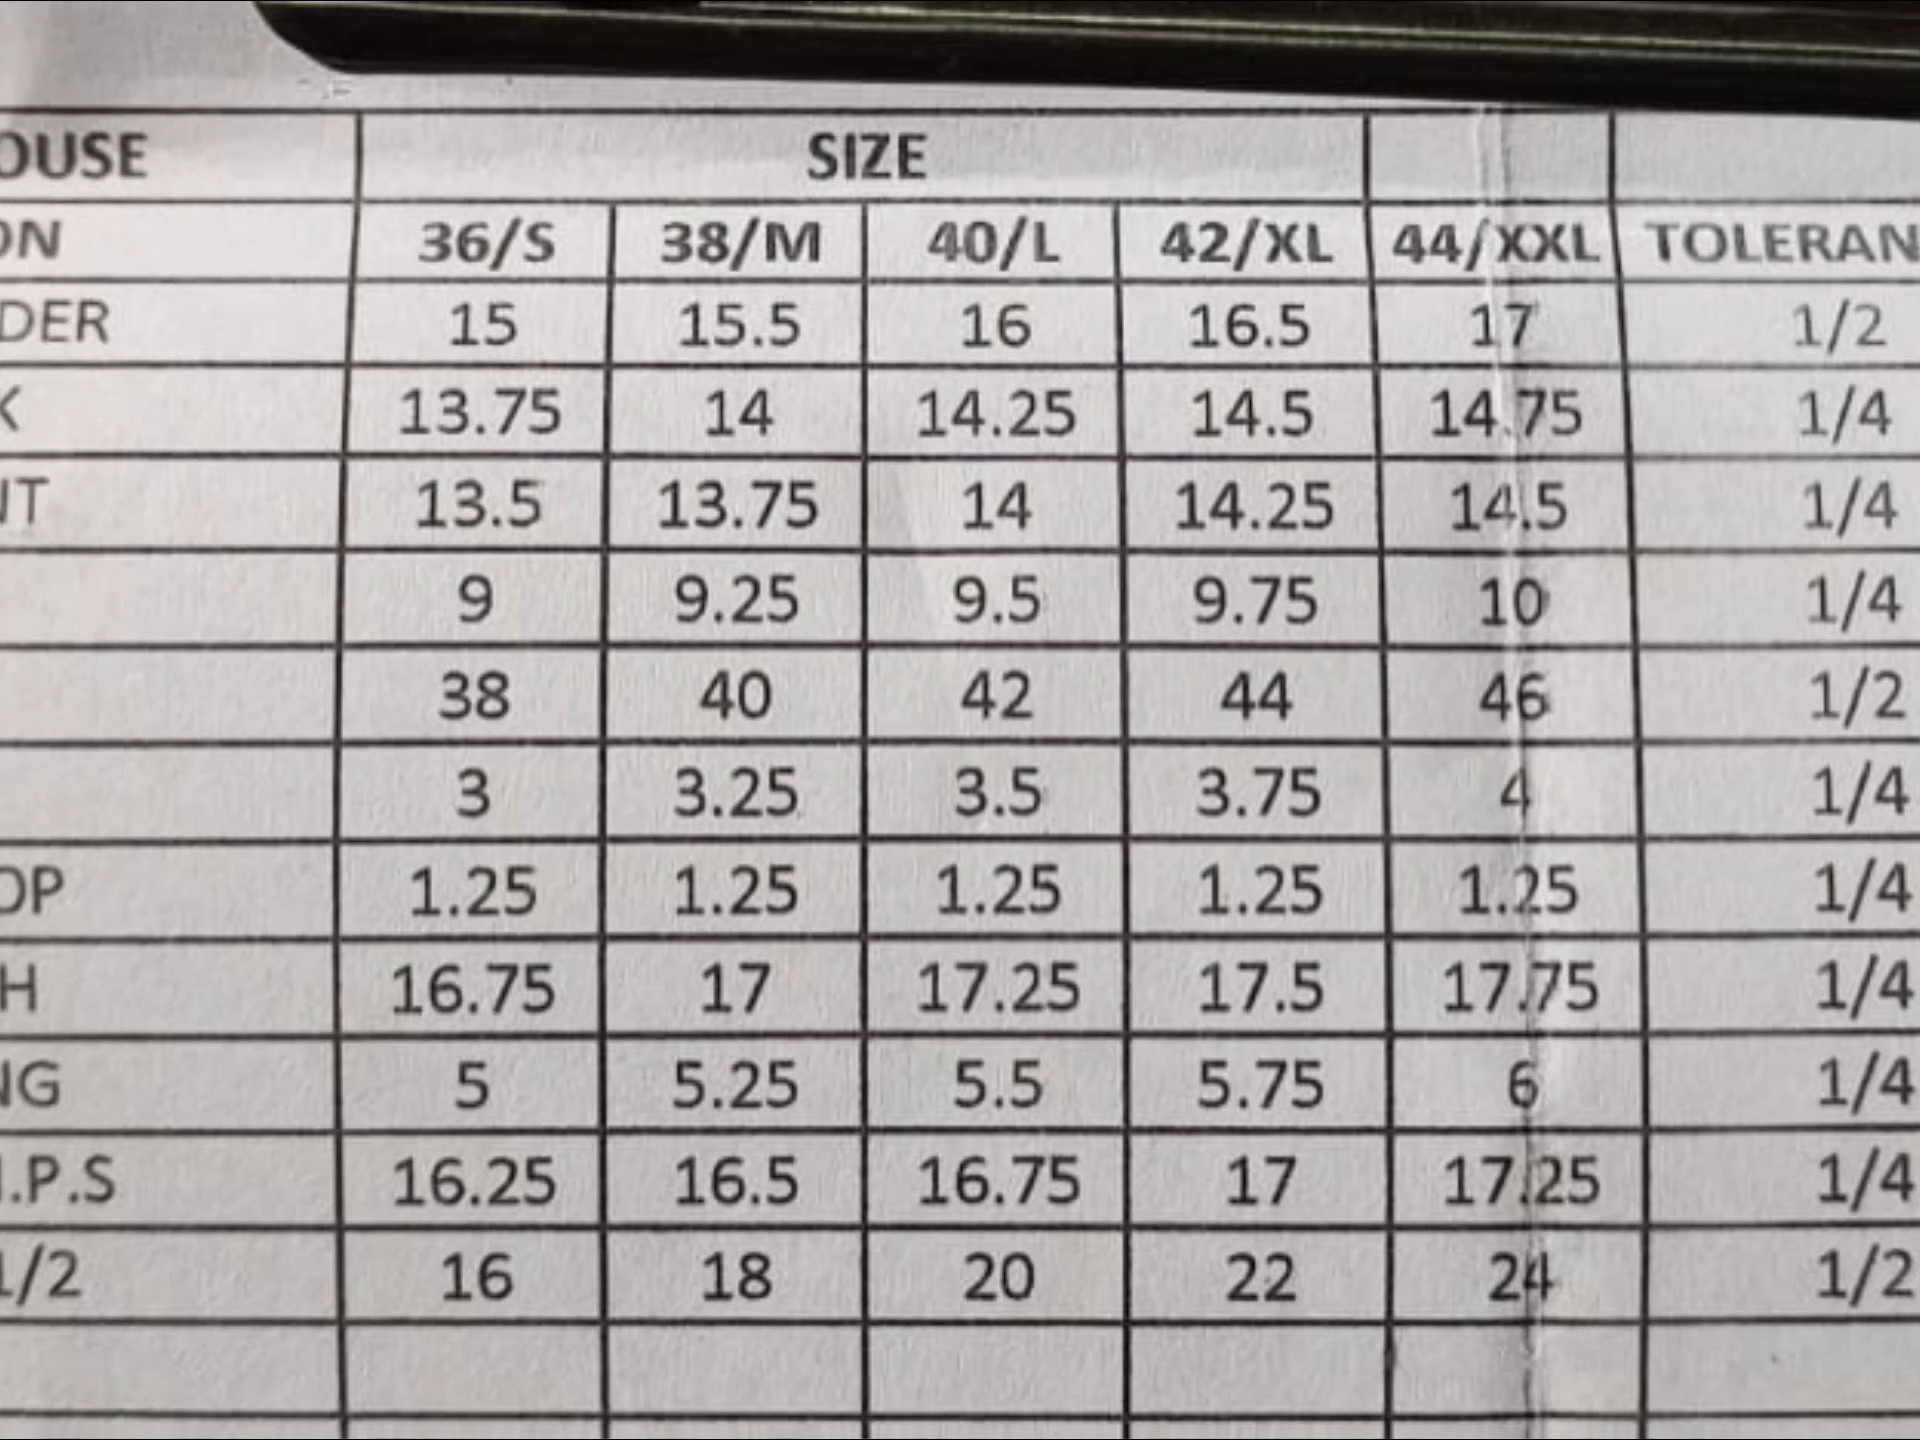 OUSE SIZE
ON 36/S 38/M 40/L 42/XL 44/XXL TOLERAN
DER 15 15.5 16 16.5 17 1/2
K 13.75 14 14.25 14.5 14.75 1/4
NT 13.5 13.75 14 14.25 14.5 1/4
9 9.25 9.5 9.75 10 1/4
38 40 42 44 46 1/2
3 3.25 3.5 3.75 4 1/4
OP 1.25 1.25 1.25 1.25 1.25 1/4
H 16.75 17 17.25 17.5 17.75 1/4
NG 5 5.25 5.5 5.75 6 1/4
.P.S 16.25 16.5 16.75 17 17.25 1/4
1/2 16 18 20 22 24 1/2